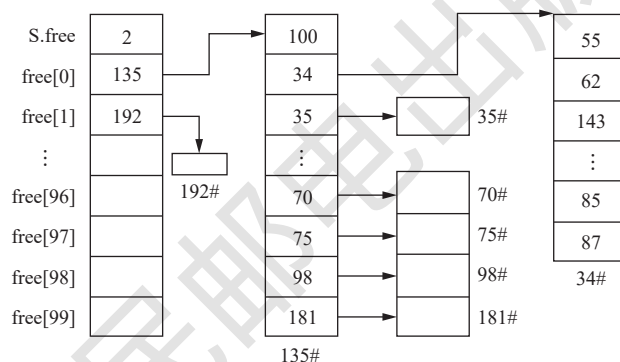 S.free 2 100 55
free[0] 135 34 62
free[1] 192 35 35# 143
⋮ ⋮ ⋮
192#
free[96] 70 70# 85
free[97] 75 75# 87
free[98] 98 98# 34#
free[99] 181 181#
135#